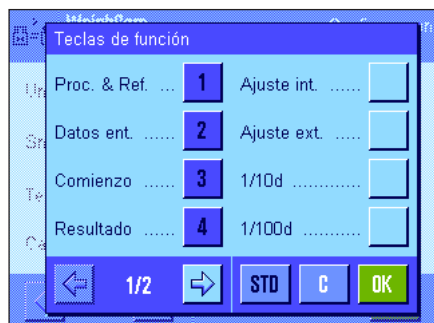 Teclas de función
Proc. & Ref. ... 1 Ajuste int. ......
Datos ent. ...... 2 Ajuste ext. .....
Comienzo ...... 3 1/10d ............
Resultado ...... 4 1/100d ..........
1/2 STD C OK